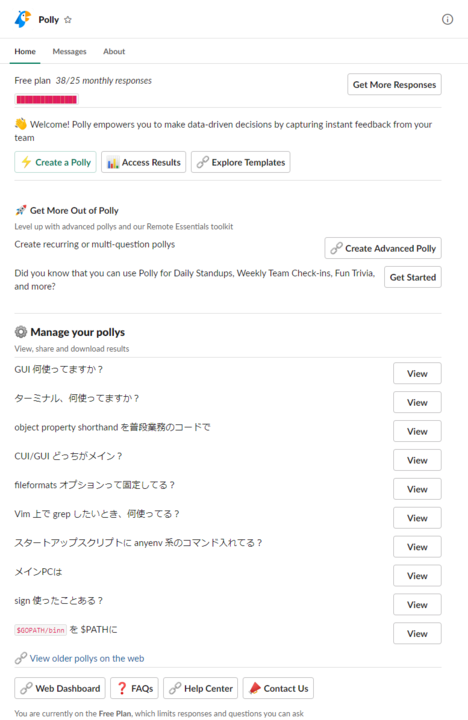 Polly
Home Messages About
Free plan 38/25 monthly responses
Get More Responses
Welcome! Polly empowers you to make data-driven decisions by capturing instant feedback from your
team
Create a Polly Access Results Explore Templates
Get More Out of Polly
Level up with advanced pollys and our Remote Essentials toolkit
Create recurring or multi-question pollys
Create Advanced Polly
Did you know that you can use Polly for Daily Standups, Weekly Team Check-ins, Fun Trivia,
and more?
Get Started
Manage your pollys
View, share and download results
GUI 何使ってますか？ View
ターミナル、何使ってますか？ View
object property shorthand を普段業務のコードで View
CUI/GUI どっちがメイン？ View
fileformats オプションって固定してる？ View
Vim 上で grep したいとき、何使ってる？ View
スタートアップスクリプトに anyenv 系のコマンド入れてる？ View
メインPCは View
sign 使ったことある？ View
$GOPATH/binn を $PATHに View
View older pollys on the web
Web Dashboard FAQs Help Center Contact Us
You are currently on the Free Plan, which limits responses and questions you can ask